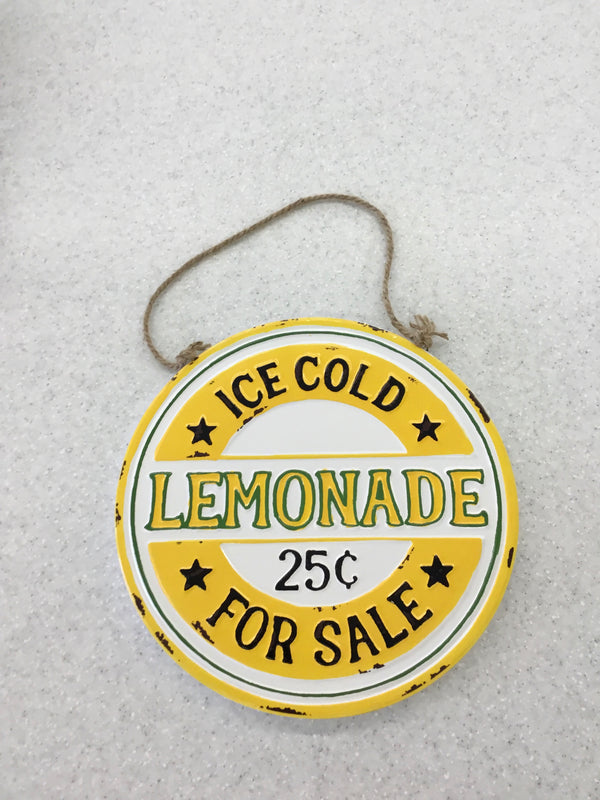 ICE COLD
LEMONADE
25¢
FOR SALE